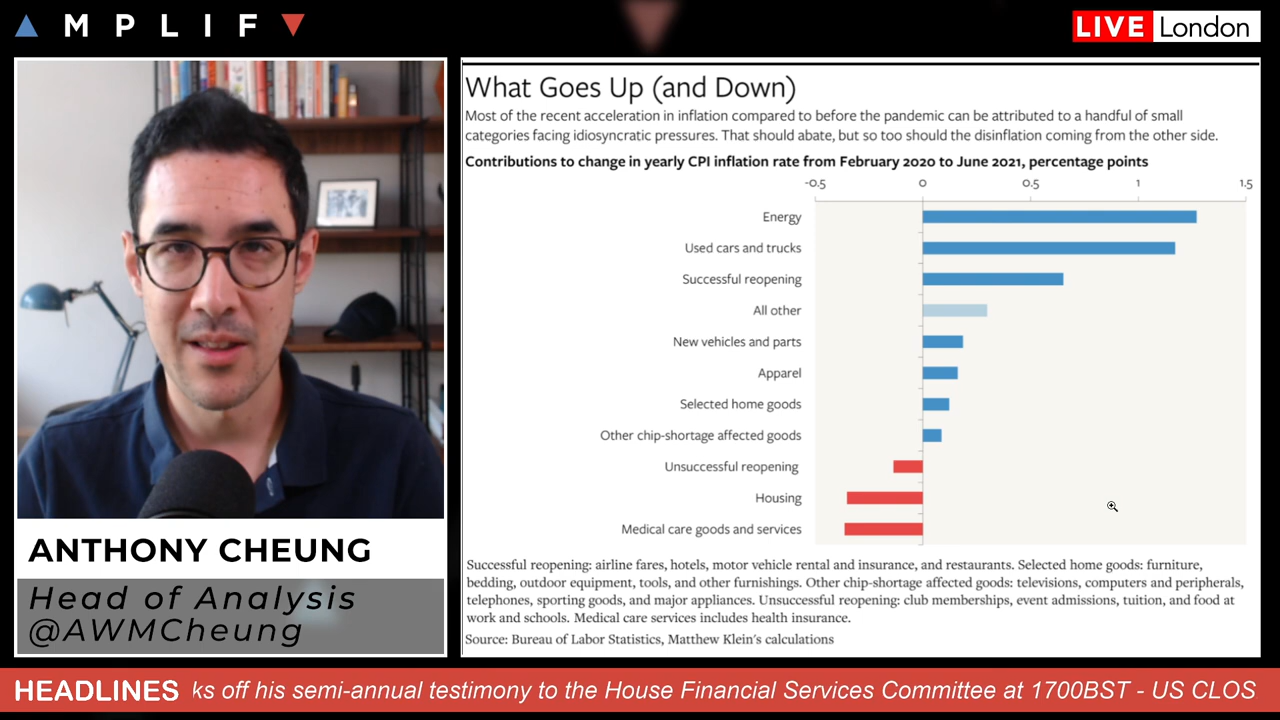 AMPLIFY
LIVE London
What Goes Up (and Down)
Most of the recent acceleration in inflation compared to before the pandemic can be attributed to a handful of small
categories facing idiosyncratic pressures. That should abate, but so too should the disinflation coming from the other side.
Contributions to change in yearly CPI inflation rate from February 2020 to June 2021, percentage points
-0.5 0 0.5 1 1.5
Energy
Used cars and trucks
Successful reopening
All other
New vehicles and parts
Apparel
Selected home goods
Other chip-shortage affected goods
Unsuccessful reopening
Housing
Medical care goods and services
Successful reopening: airline fares, hotels, motor vehicle rental and insurance, and restaurants. Selected home goods: furniture,
bedding, outdoor equipment, tools, and other furnishings. Other chip-shortage affected goods: televisions, computers and peripherals,
telephones, sporting goods, and major appliances. Unsuccessful reopening: club memberships, event admissions, tuition, and food at
work and schools. Medical care services includes health insurance.
Source: Bureau of Labor Statistics, Matthew Klein's calculations
ANTHONY CHEUNG
Head of Analysis
@AWMCheung
HEADLINES ks off his semi-annual testimony to the House Financial Services Committee at 1700BST - US CLOS